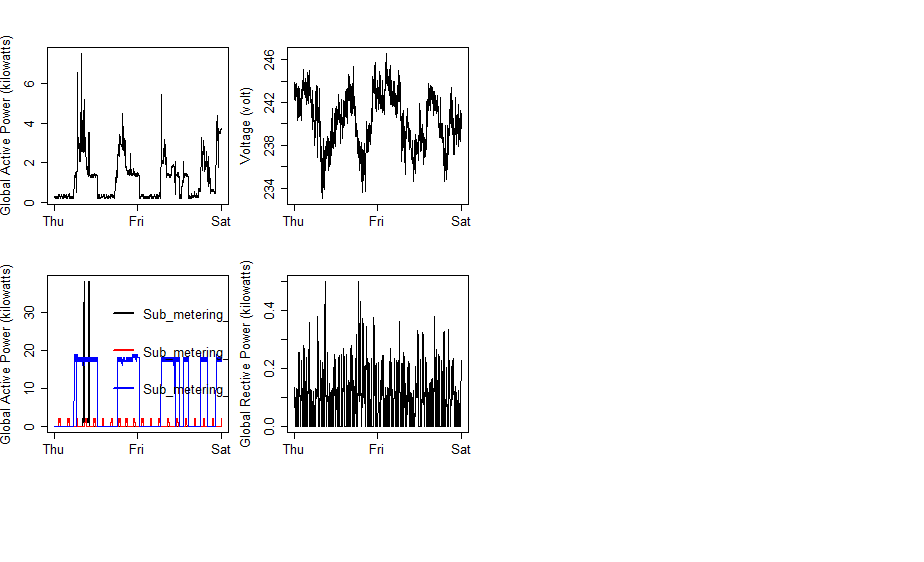 Global Active Power (kilowatts)
6
4
2
0
Thu
Fri
Sat
Voltage (volt)
246
242
238
234
Thu
Fri
Sat
Global Active Power (kilowatts)
30
20
10
0
Sub_metering_
Sub_metering_
Sub_metering_
Thu
Fri
Sat
Global Rective Power (kilowatts)
0.4
0.2
0.0
Thu
Fri
Sat